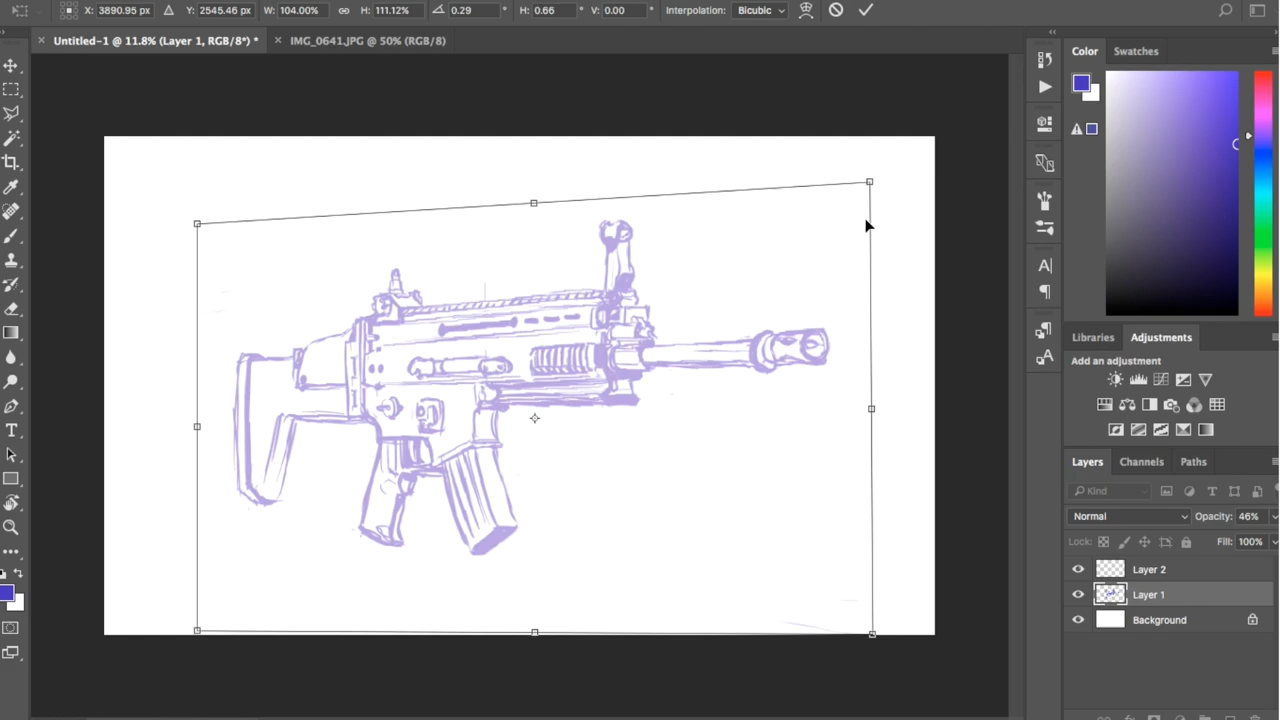 X: 3890.95 px Y: 2545.46 px W: 104.00% H: 111.12% 0.29 ° H: 0.66 ° V: 0.00 ° Interpolation: Bicubic
Untitled-1 @ 11.8% (Layer 1, RGB/8*) * IMG_0641.JPG @ 50% (RGB/8)
Color Swatches
Libraries Adjustments
Add an adjustment
Layers Channels Paths
Kind
Normal Opacity: 46%
Lock: Fill: 100%
Layer 2
Layer 1
Background